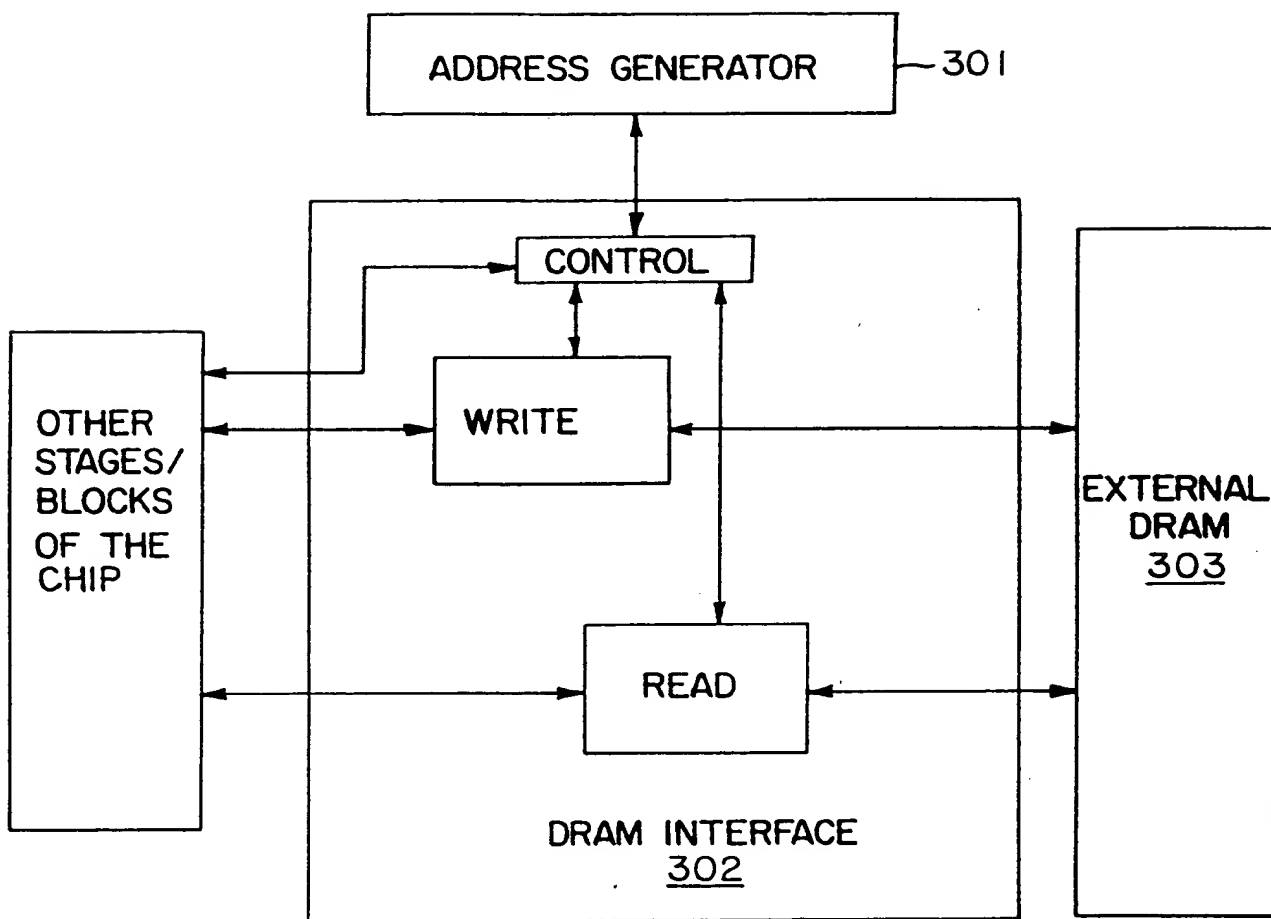 ADDRESS GENERATOR
301
CONTROL
WRITE
OTHER
STAGES/
BLOCKS
OF THE
CHIP
EXTERNAL
DRAM
303
READ
DRAM INTERFACE
302